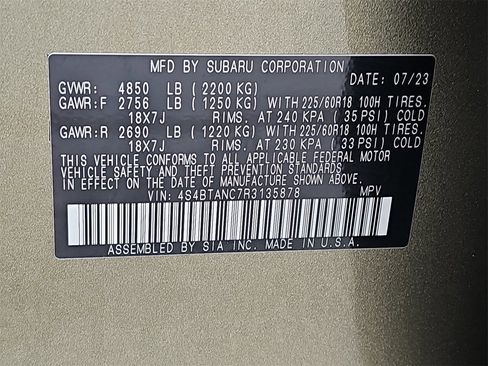 MFD BY SUBARU CORPORATION
DATE: 07/23
GVWR: 4850 LB (2200 KG)
GAWR:F 2756 LB (1250 KG) WITH 225/60R18 100H TIRES.
18X7J RIMS. AT 240 KPA (35 PSI) COLD
GAWR:R 2690 LB (1220 KG) WITH 225/60R18 100H TIRES.
18X7J RIMS. AT 230 KPA (33 PSI) COLD
THIS VEHICLE CONFORMS TO ALL APPLICABLE FEDERAL MOTOR
VEHICLE SAFETY AND THEFT PREVENTION STANDARDS
IN EFFECT ON THE DATE OF MANUFACTURE SHOWN ABOVE.
VIN: 4S4BTANC7R3135878 MPV
ASSEMBLED BY SIA INC. MADE IN U.S.A.